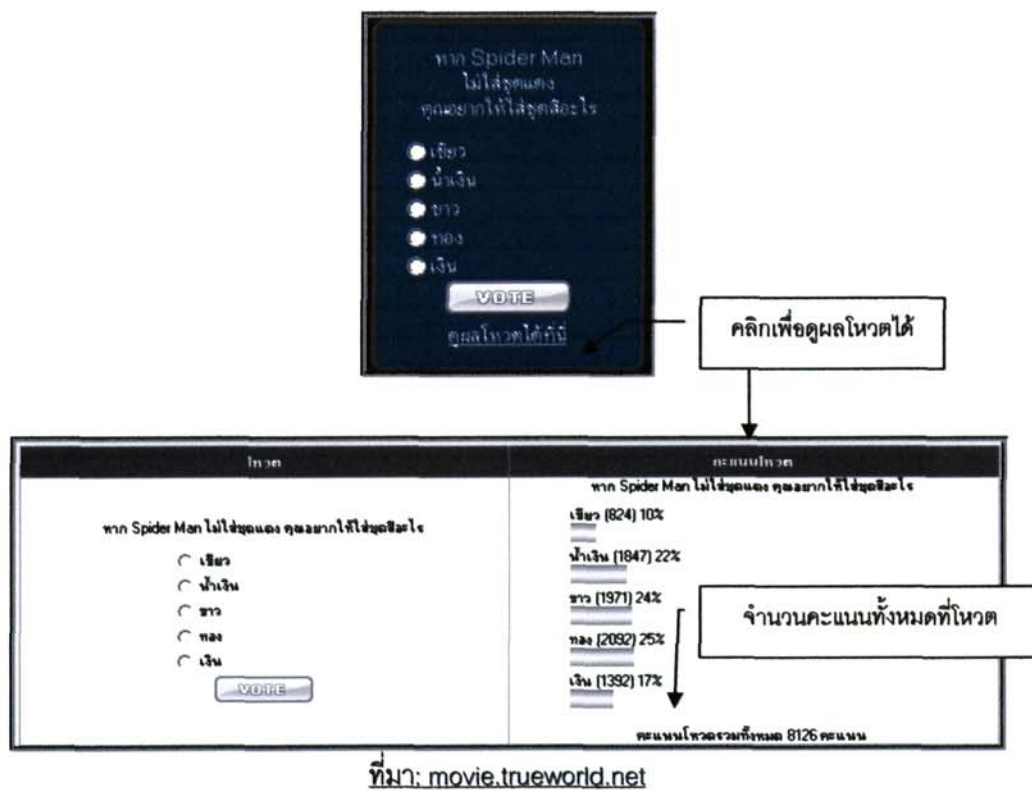 หาก Spider Man
ไม่ใส่ชุดแดง
คุณอยากให้ใส่ชุดสีอะไร
เขียว
น้ำเงิน
ขาว
ทอง
เงิน
VOTE
ดูผลโหวตได้ที่นี่
คลิกเพื่อดูผลโหวตได้
โหวต
หาก Spider Man ไม่ใส่ชุดแดง คุณอยากให้ใส่ชุดสีอะไร
เขียว
น้ำเงิน
ขาว
ทอง
เงิน
VOTE
คะแนนโหวต
หาก Spider Man ไม่ใส่ชุดแดง คุณอยากให้ใส่ชุดสีอะไร
เขียว (824) 10%
น้ำเงิน (1847) 22%
ขาว (1971) 24%
ทอง (2092) 25%
เงิน (1392) 17%
จำนวนคะแนนทั้งหมดที่โหวต
คะแนนโหวตรวมทั้งหมด 8126 คะแนน
ที่มา: movie.trueworld.net